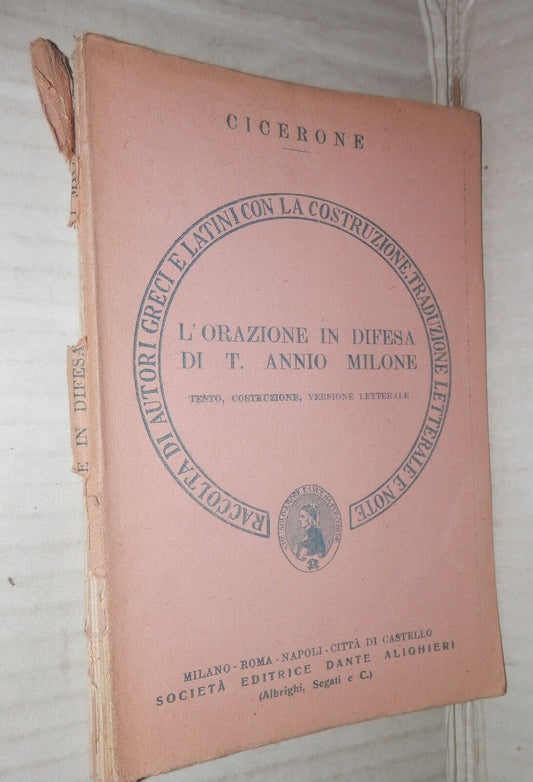 CICERONE
RACCOLTA DI AUTORI GRECI E LATINI CON LA COSTRUZIONE, TRADUZIONE LETTERALE E NOTE
L'ORAZIONE IN DIFESA
DI T. ANNIO MILONE
TESTO, COSTRUZIONE, VERSIONE LETTERALE
MILANO - ROMA - NAPOLI - CITTÀ DI CASTELLO
SOCIETÀ EDITRICE DANTE ALIGHIERI
(Albrighi, Segati e C.)
E IN DIFESA